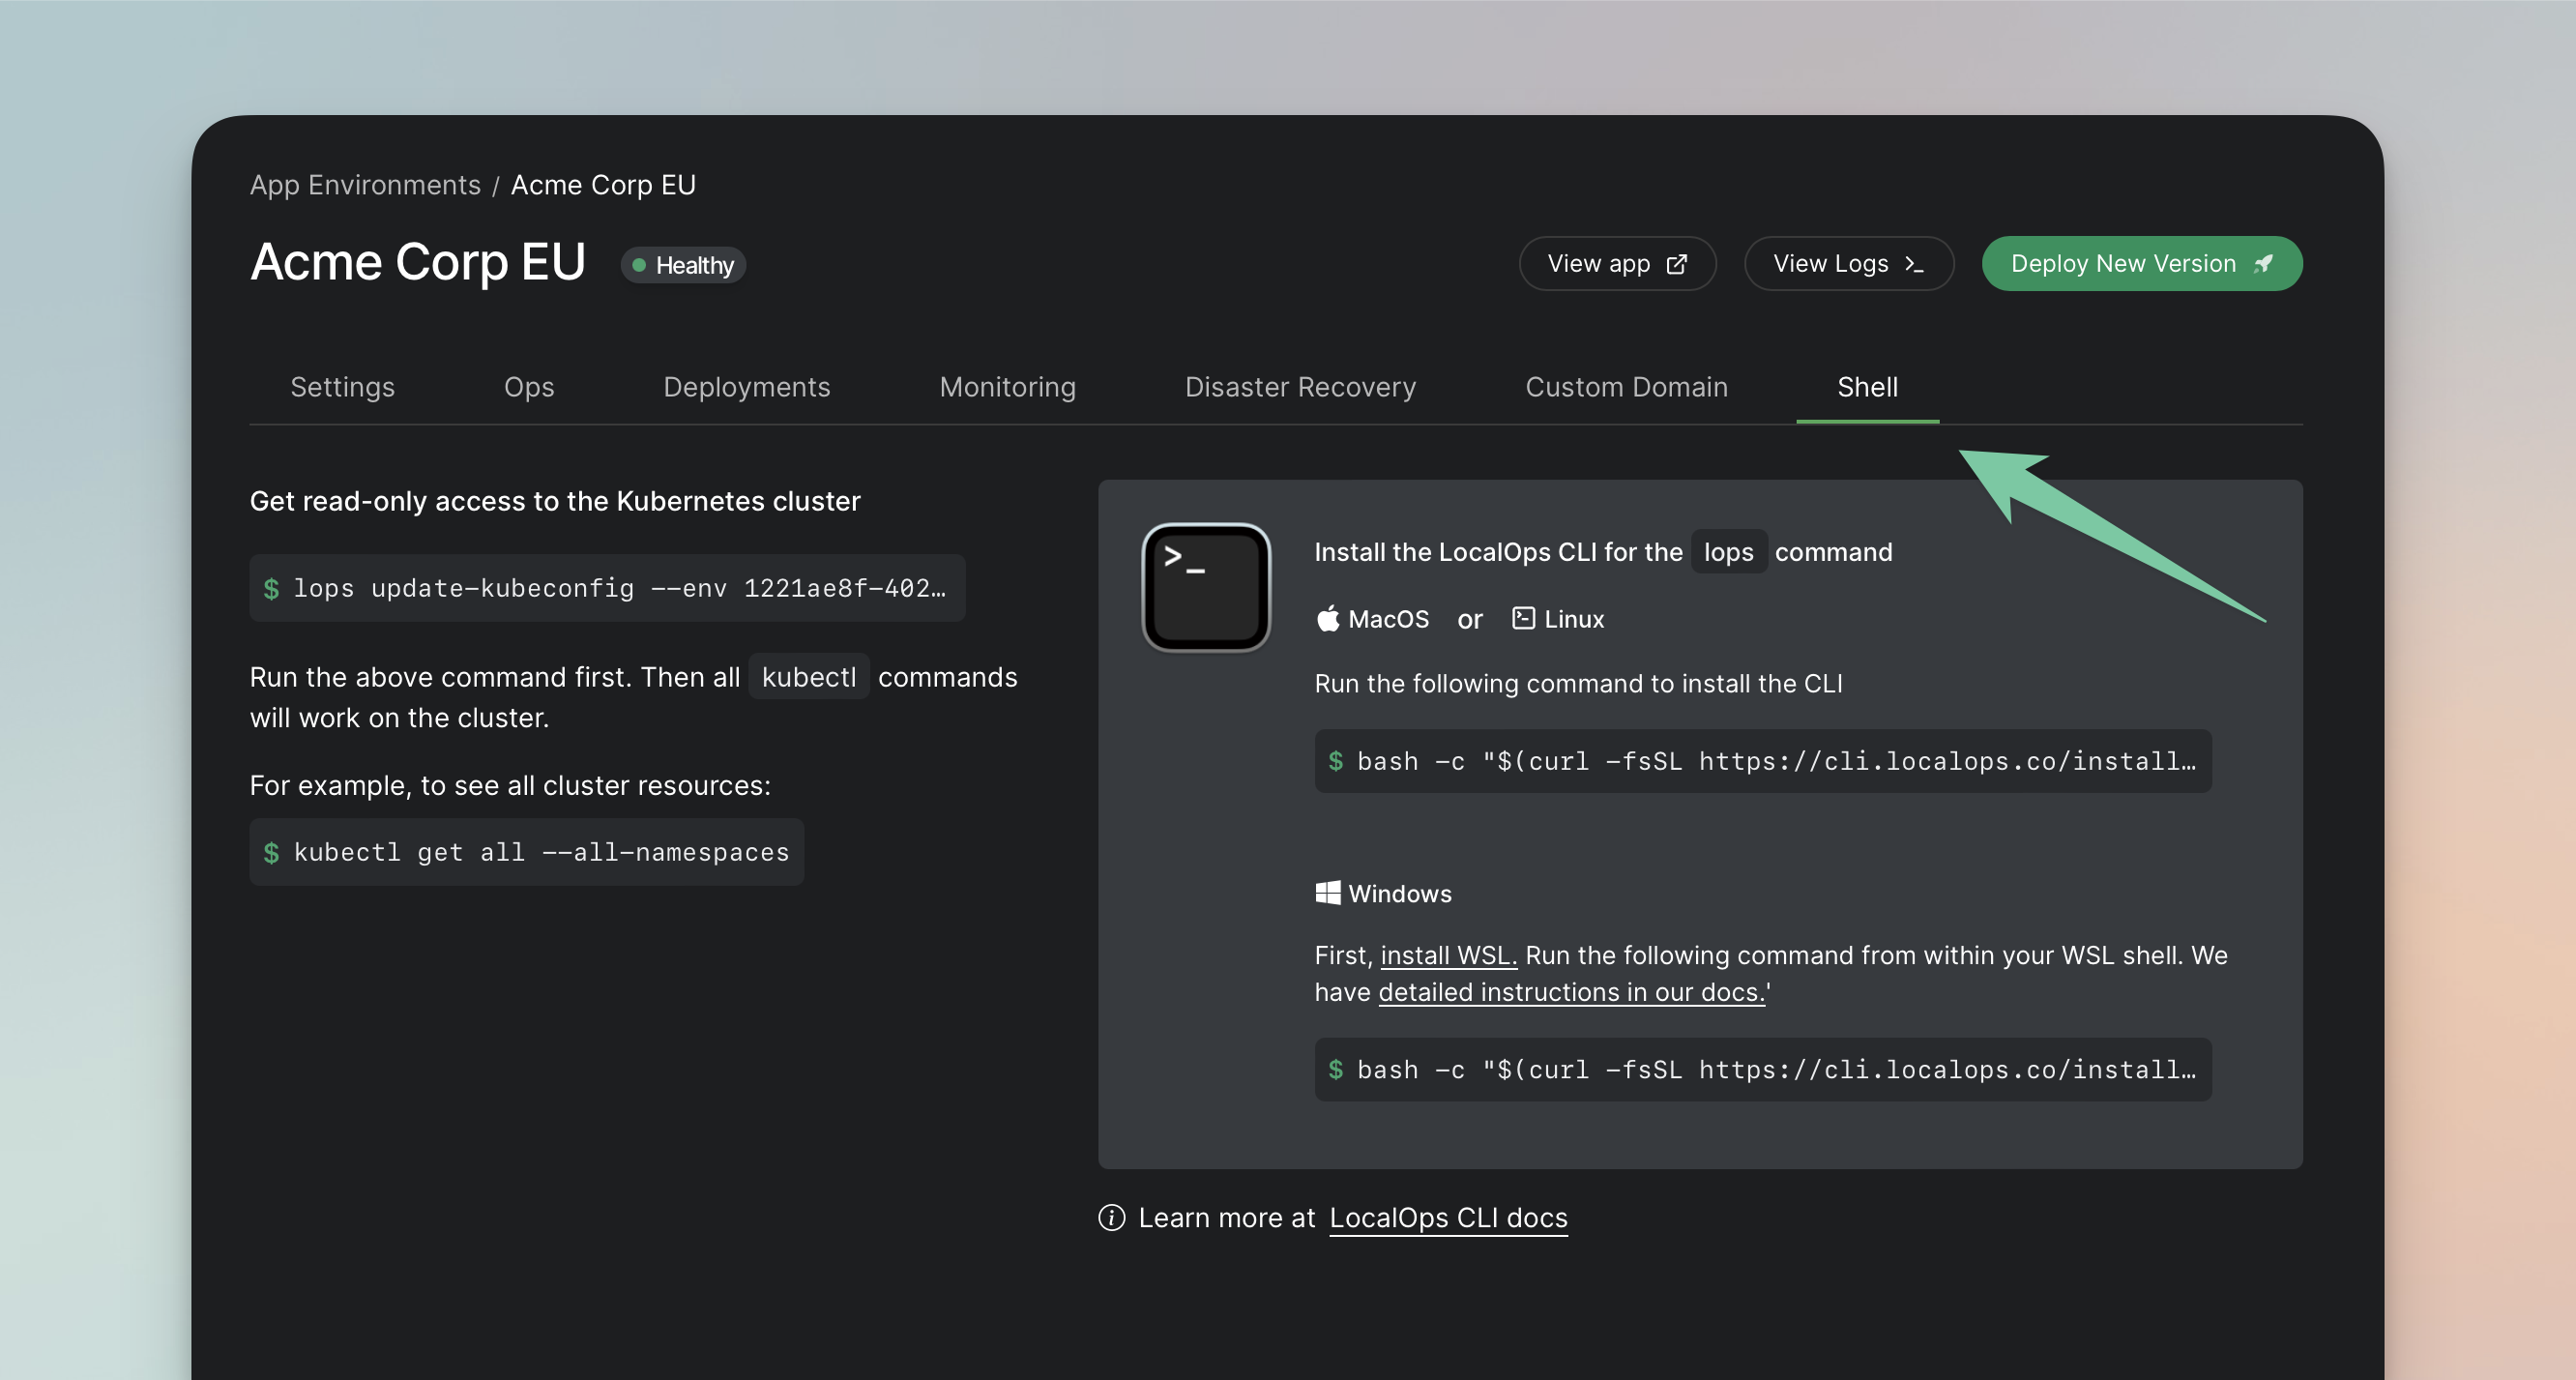 App Environments / Acme Corp EU
Acme Corp EU
Healthy
View app
View Logs
Deploy New Version
Settings
Ops
Deployments
Monitoring
Disaster Recovery
Custom Domain
Shell
Get read-only access to the Kubernetes cluster
$ lops update-kubeconfig --env 1221ae8f-402…
Run the above command first. Then all kubectl commands
will work on the cluster.
For example, to see all cluster resources:
$ kubectl get all --all-namespaces
>_
Install the LocalOps CLI for the lops command
MacOS or Linux
Run the following command to install the CLI
$ bash -c "$(curl -fsSL https://cli.localops.co/install…
Windows
First, install WSL. Run the following command from within your WSL shell. We
have detailed instructions in our docs.'
$ bash -c "$(curl -fsSL https://cli.localops.co/install…
Learn more at LocalOps CLI docs